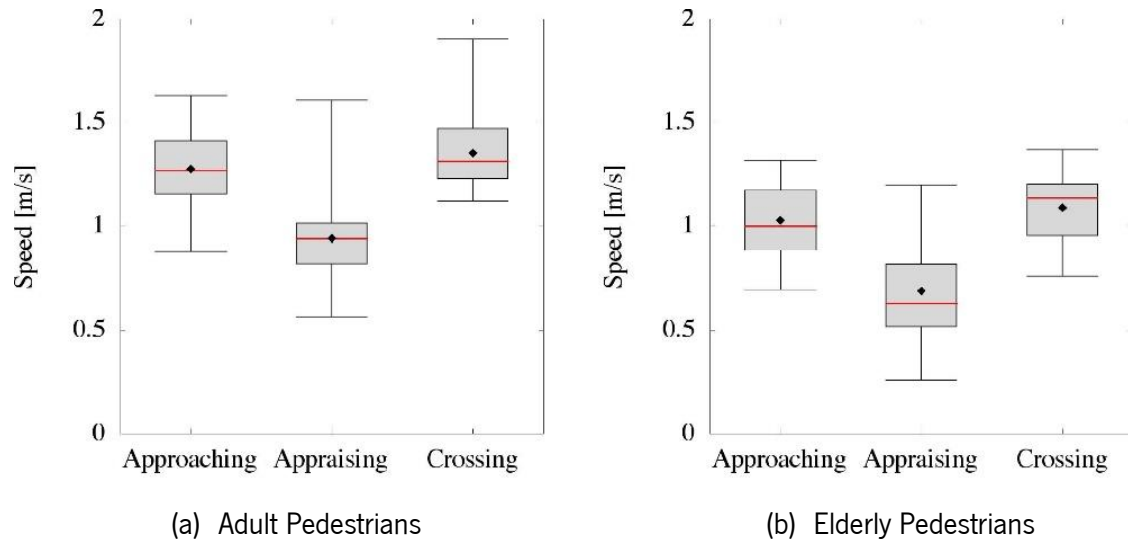 2
1.5
1
0.5
0
Speed [m/s]
Approaching Appraising Crossing
(a) Adult Pedestrians
2
1.5
1
0.5
0
Speed [m/s]
Approaching Appraising Crossing
(b) Elderly Pedestrians